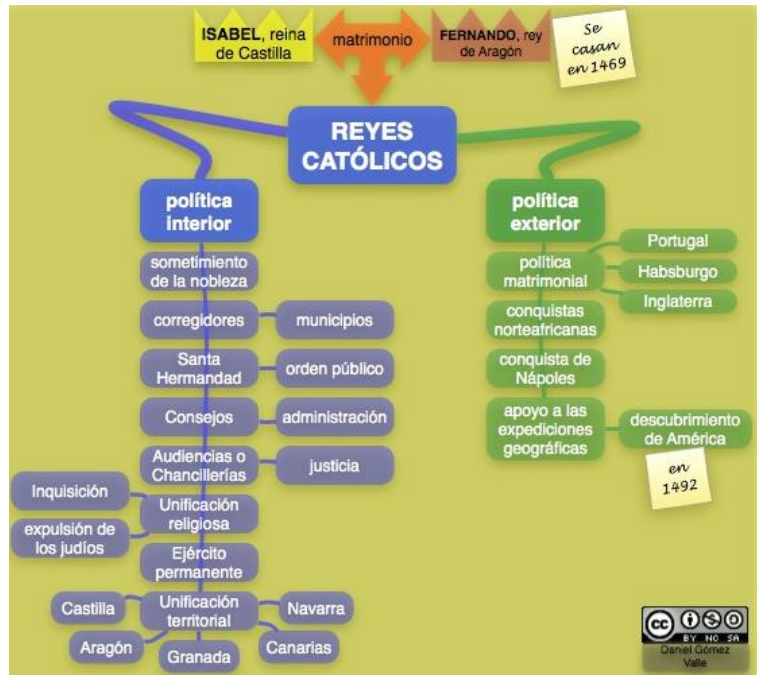 ISABEL, reina
de Castilla
matrimonio
FERNANDO, rey
de Aragón
Se
casan
en 1469
REYES
CATÓLICOS
política
interior
sometimiento
de la nobleza
corregidores
municipios
Santa
Hermandad
orden público
Consejos
administración
Audiencias o
Chancillerías
justicia
Unificación
religiosa
Inquisición
expulsión de
los judíos
Ejército
permanente
Unificación
territorial
Castilla
Aragón
Granada
Canarias
Navarra
política
exterior
política
matrimonial
Portugal
Habsburgo
Inglaterra
conquistas
norteafricanas
conquista de
Nápoles
apoyo a las
expediciones
geográficas
descubrimiento
de América
en
1492
cc
BY NC SA
Daniel Gómez
Valle